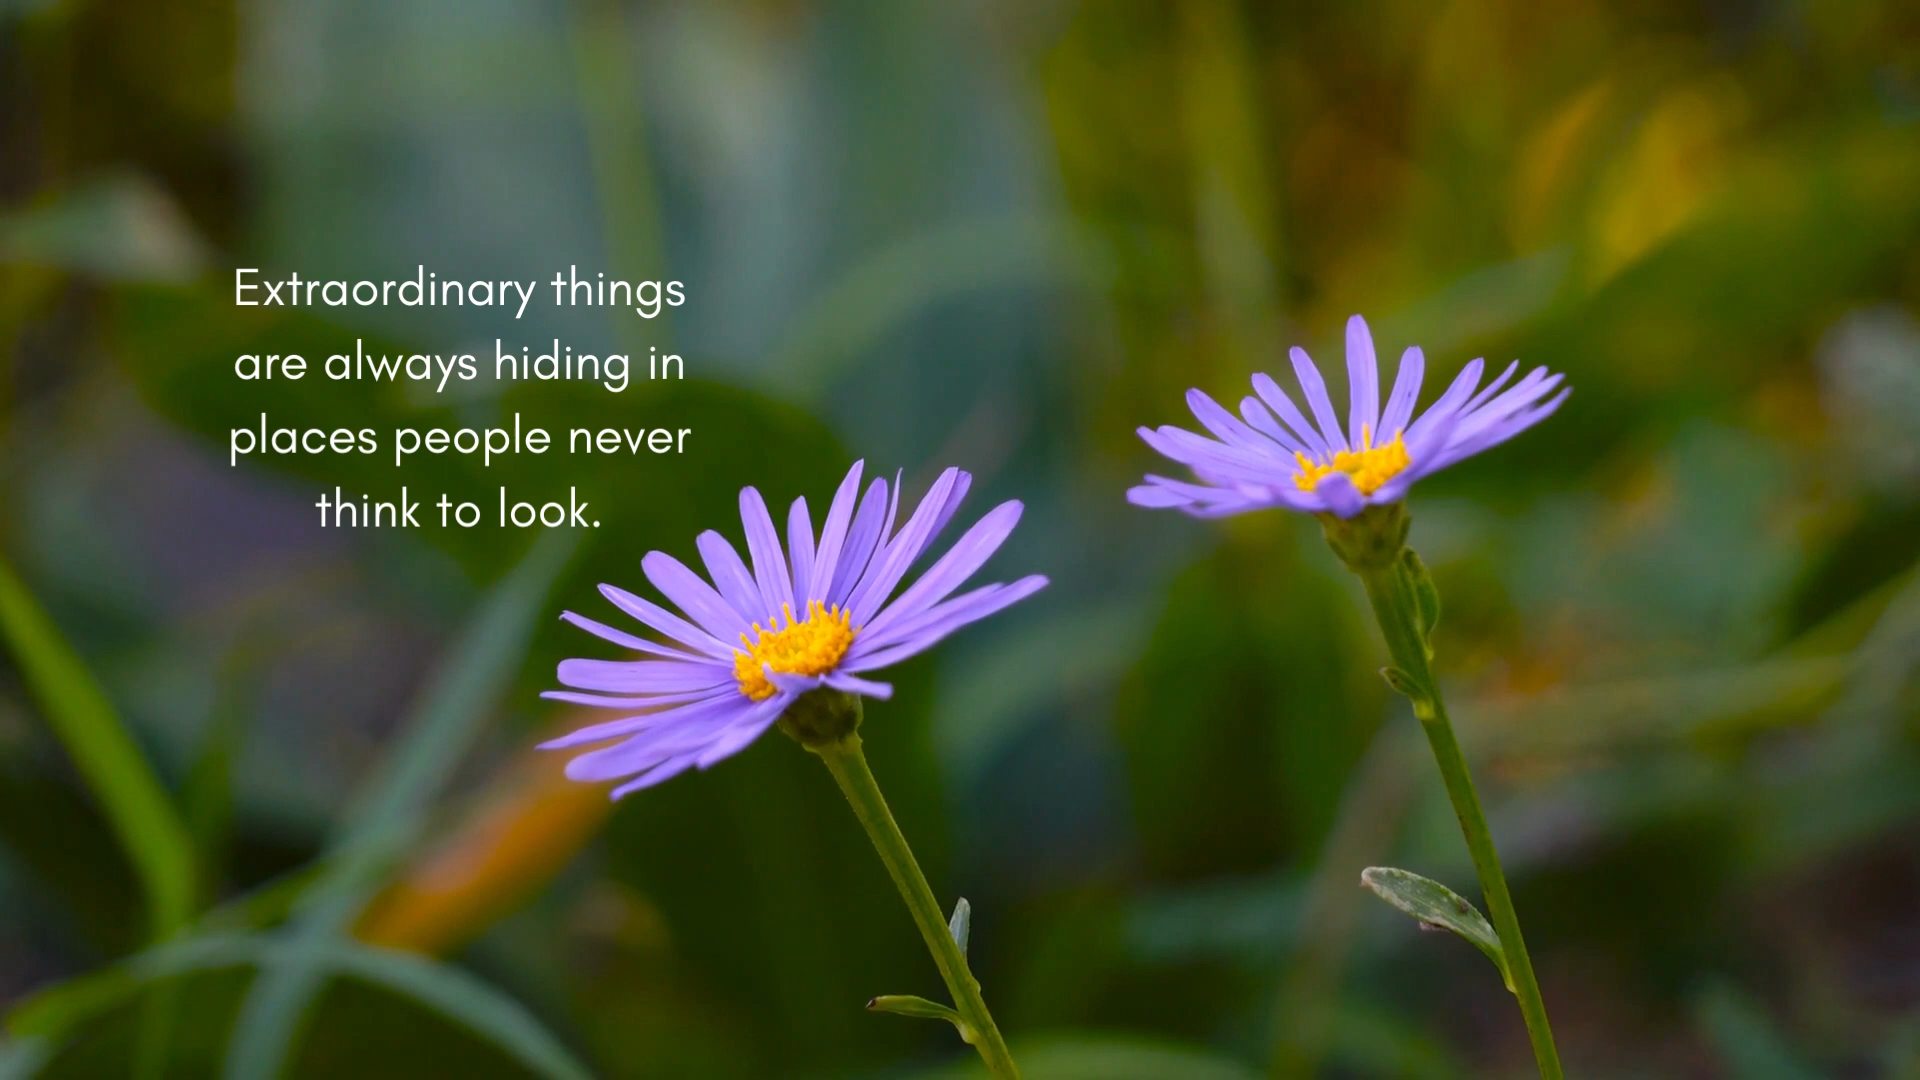 Extraordinary things
are always hiding in
places people never
think to look.